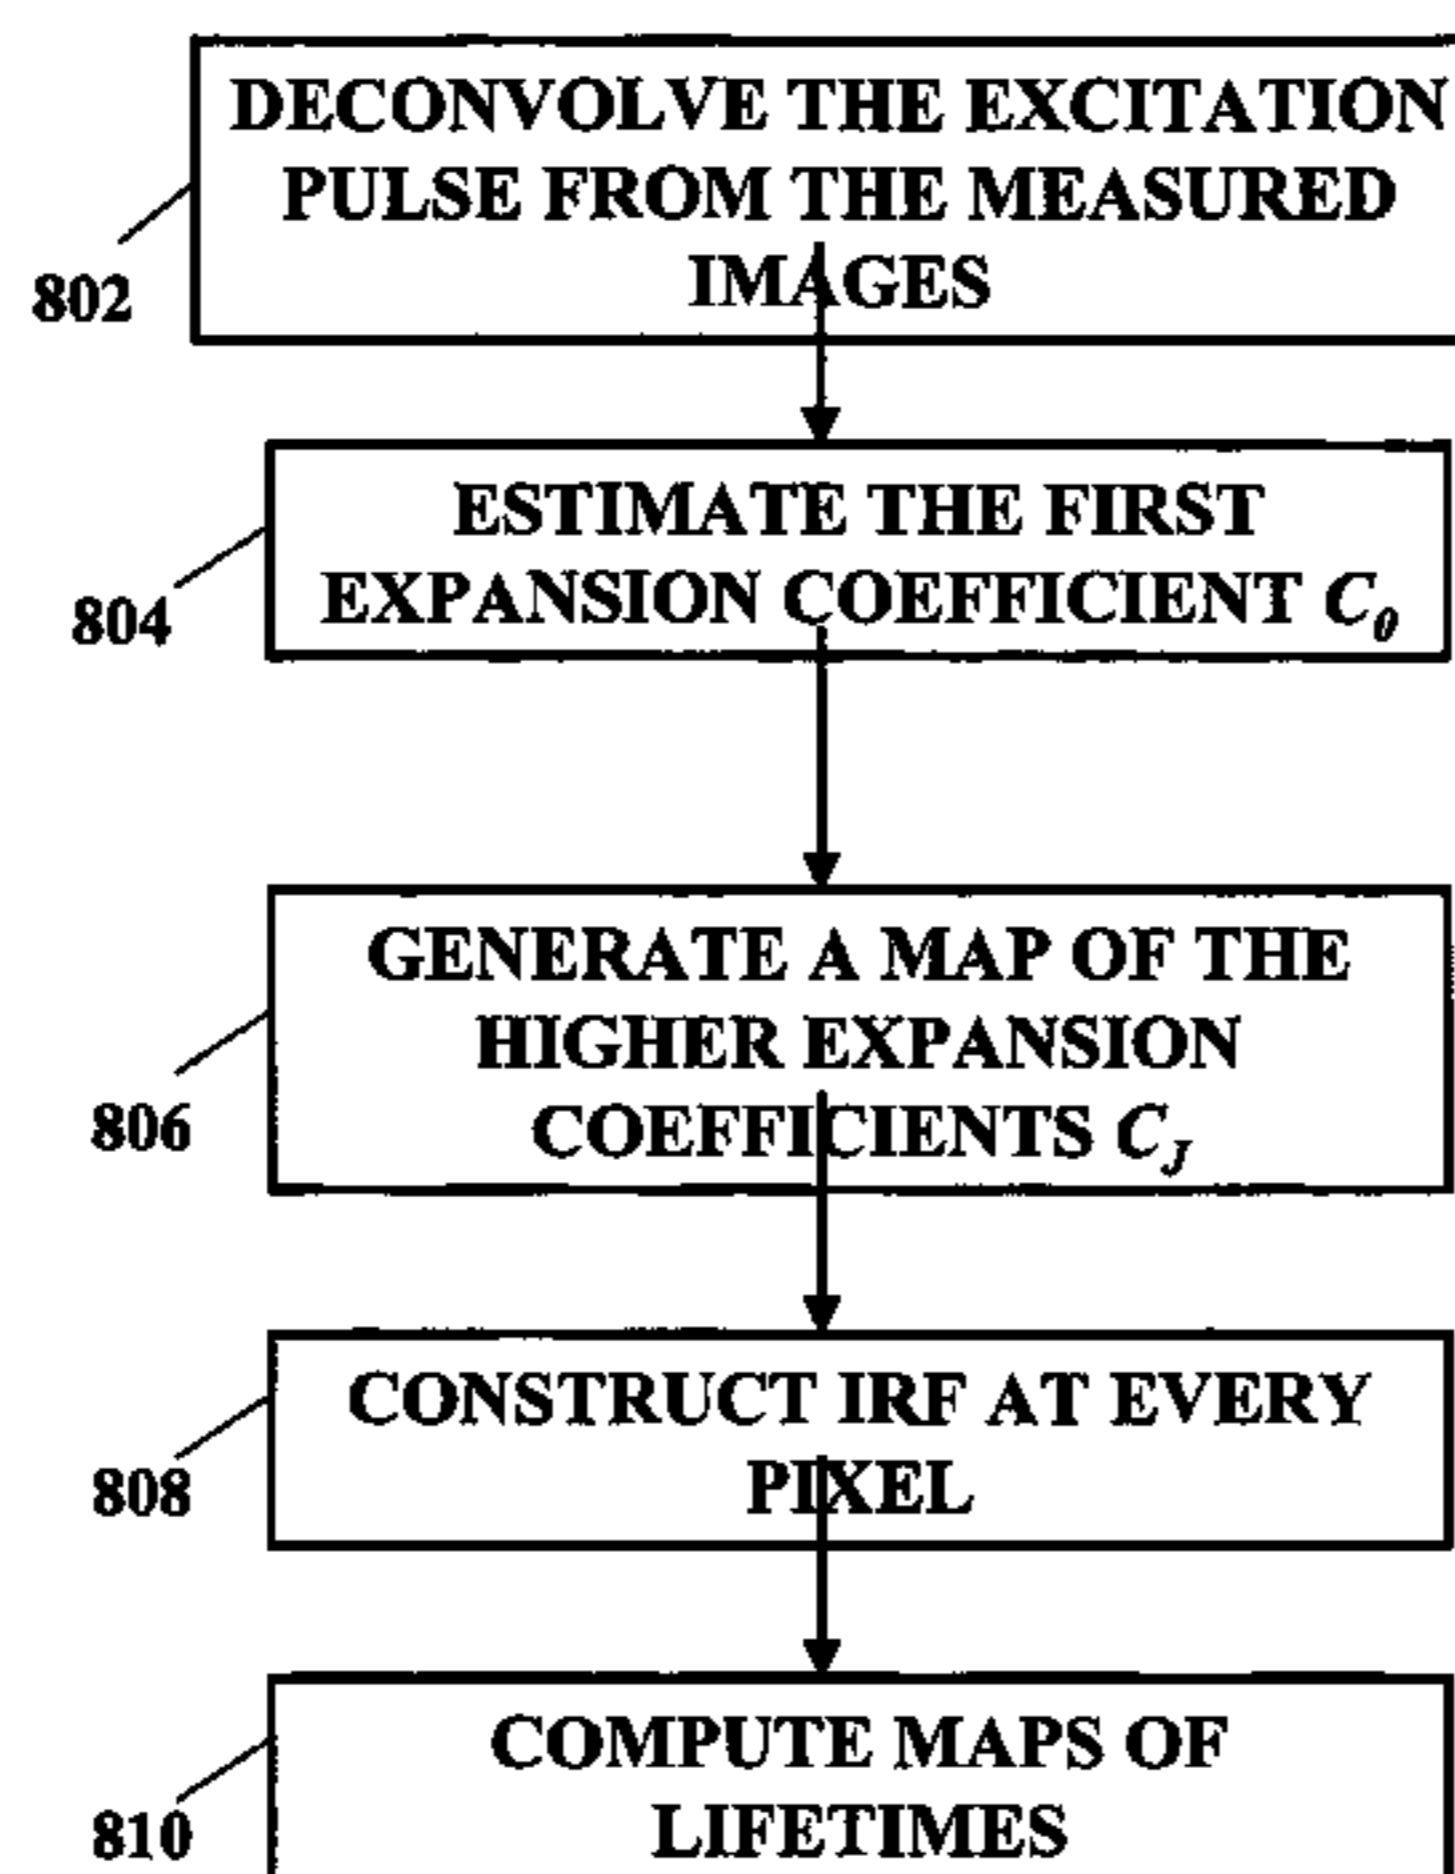 DECONVOLVE THE EXCITATION
PULSE FROM THE MEASURED
IMAGES
802
ESTIMATE THE FIRST
EXPANSION COEFFICIENT C₀
804
GENERATE A MAP OF THE
HIGHER EXPANSION
COEFFICIENTS C_J
806
CONSTRUCT IRF AT EVERY
PIXEL
808
COMPUTE MAPS OF
LIFETIMES
810